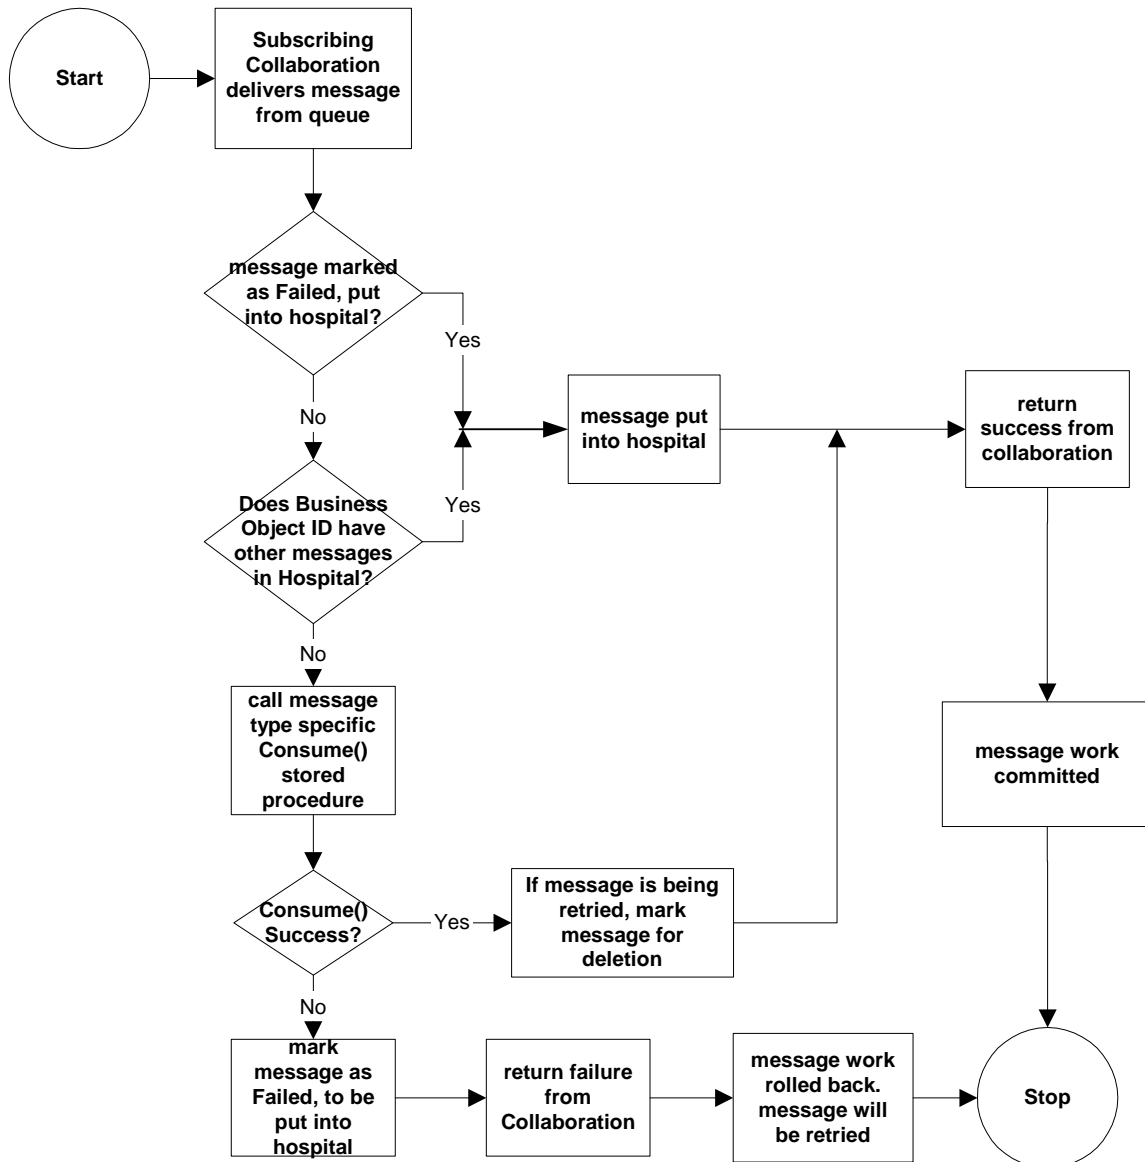 Start
Subscribing
Collaboration
delivers message
from queue
message marked
as Failed, put
into hospital?
Yes
No
message put
into hospital
return
success from
collaboration
Does Business
Object ID have
other messages
in Hospital?
Yes
No
call message
type specific
Consume()
stored
procedure
message work
committed
Consume()
Success?
Yes
If message is being
retried, mark
message for
deletion
No
mark
message as
Failed, to be
put into
hospital
return failure
from
Collaboration
message work
rolled back.
message will
be retried
Stop